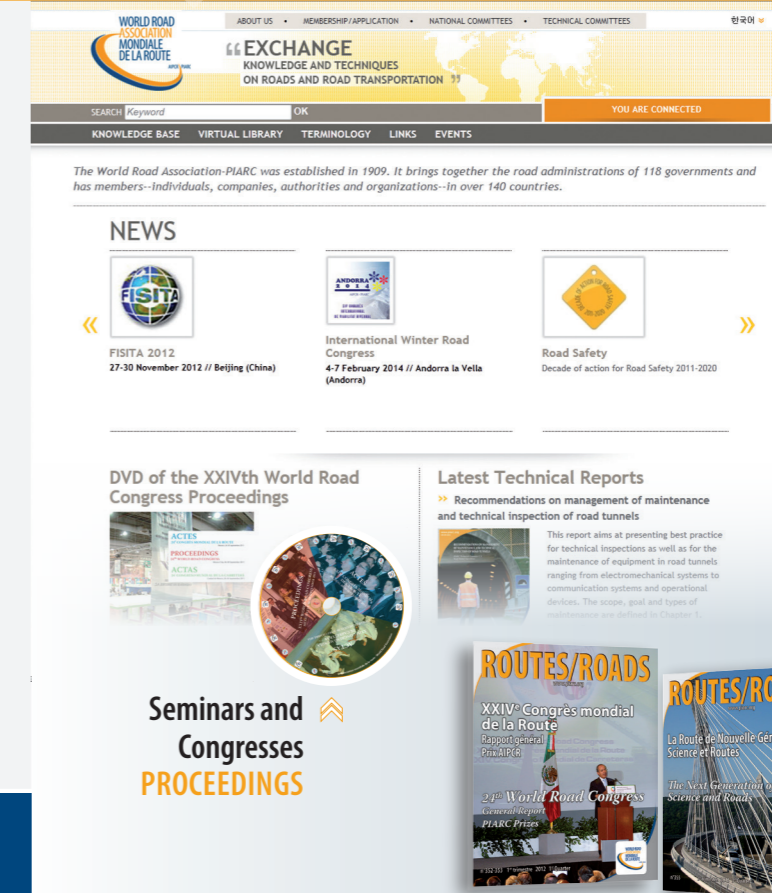 WORLD ROAD
ASSOCIATION
MONDIALE
DE LA ROUTE
AIPCR PIARC
ABOUT US • MEMBERSHIP/APPLICATION • NATIONAL COMMITTEES • TECHNICAL COMMITTEES
한국어
“ EXCHANGE
KNOWLEDGE AND TECHNIQUES
ON ROADS AND ROAD TRANSPORTATION ”
SEARCH Keyword OK
YOU ARE CONNECTED
KNOWLEDGE BASE VIRTUAL LIBRARY TERMINOLOGY LINKS EVENTS
The World Road Association-PIARC was established in 1909. It brings together the road administrations of 118 governments and
has members--individuals, companies, authorities and organizations--in over 140 countries.
NEWS
FISITA
FISITA 2012
27-30 November 2012 // Beijing (China)
ANDORRA
2014
International Winter Road
Congress
4-7 February 2014 // Andorra la Vella
(Andorra)
Road Safety
Decade of action for Road Safety 2011-2020
DVD of the XXIVth World Road
Congress Proceedings
ACTES
PROCEEDINGS
ACTAS
PROCEEDINGS
Latest Technical Reports
» Recommendations on management of maintenance
and technical inspection of road tunnels
This report aims at presenting best practice
for technical inspections as well as for the
maintenance of equipment in road tunnels
ranging from electromechanical systems to
communication systems and operational
devices. The scope, goal and types of
maintenance are defined in Chapter 1.
Seminars and
Congresses
PROCEEDINGS
ROUTES/ROADS
XXIVe Congrès mondial
de la Route
Rapport général
Prix AIPCR
24th World Road Congress
General Report
PIARC Prizes
N°352-353 1er trimestre 2012 1st Quarter
ROUTES/RO
La Route de Nouvelle Gén
Science et Routes
The Next Generation o
Science and Roads